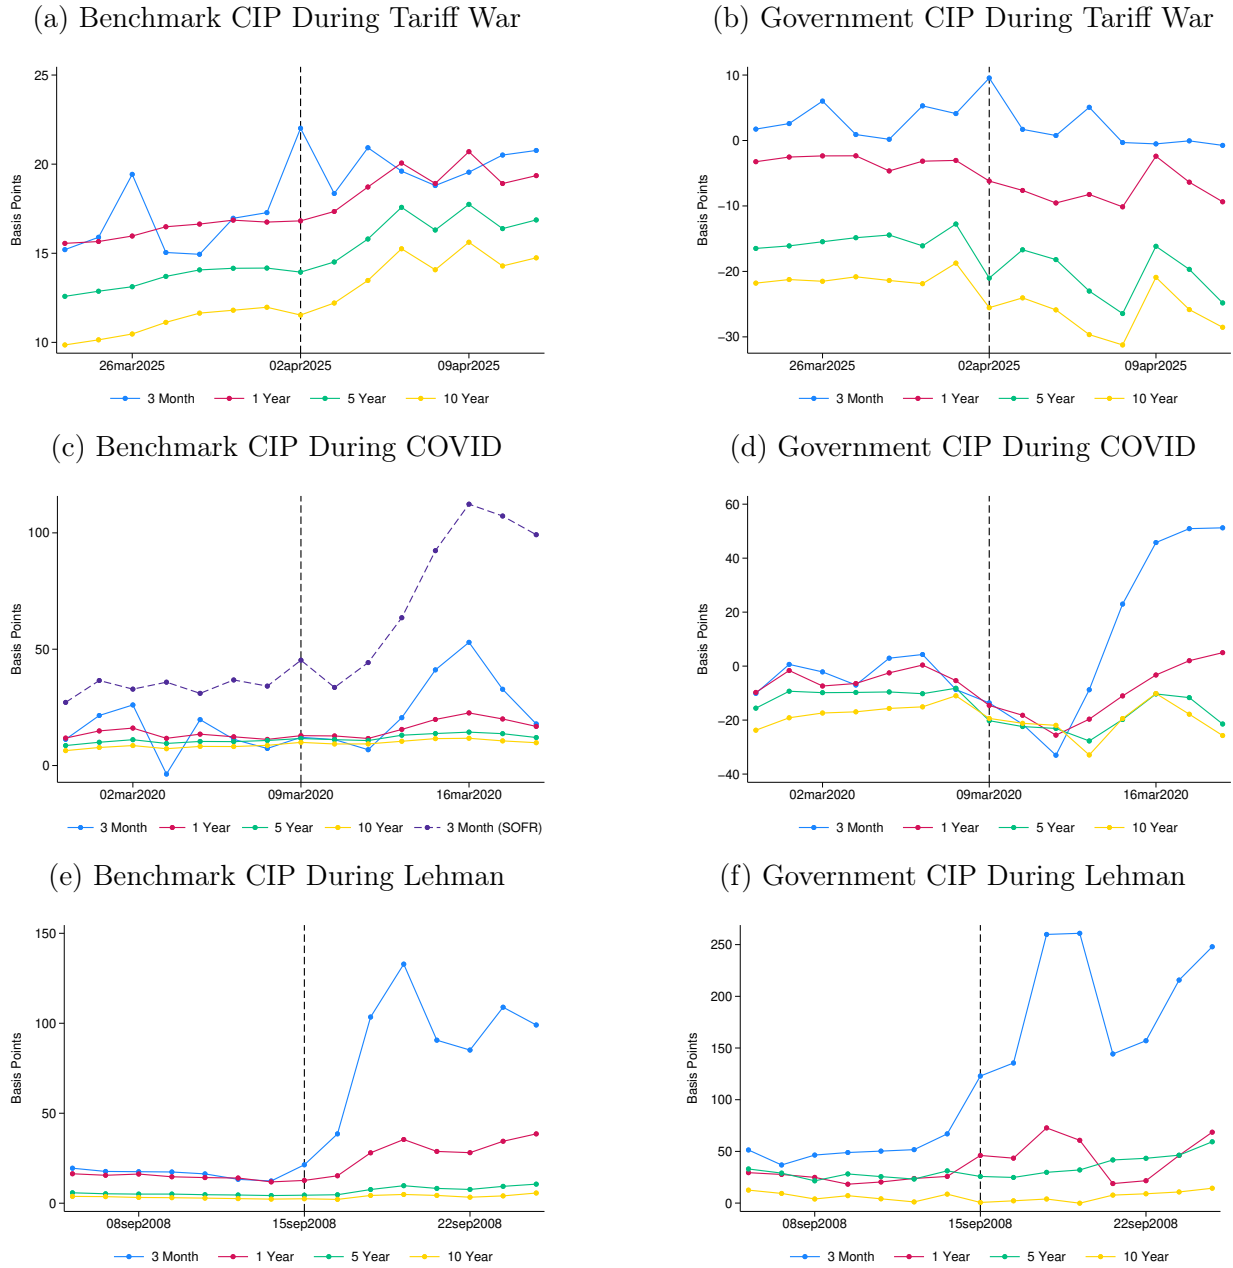 (a) Benchmark CIP During Tariff War
25
20
15
10
Basis Points
26mar2025 02apr2025 09apr2025
3 Month 1 Year 5 Year 10 Year
(b) Government CIP During Tariff War
10
0
−10
−20
−30
Basis Points
26mar2025 02apr2025 09apr2025
3 Month 1 Year 5 Year 10 Year
(c) Benchmark CIP During COVID
100
50
0
Basis Points
02mar2020 09mar2020 16mar2020
3 Month 1 Year 5 Year 10 Year 3 Month (SOFR)
(d) Government CIP During COVID
60
40
20
0
−20
−40
Basis Points
02mar2020 09mar2020 16mar2020
3 Month 1 Year 5 Year 10 Year
(e) Benchmark CIP During Lehman
150
100
50
0
Basis Points
08sep2008 15sep2008 22sep2008
3 Month 1 Year 5 Year 10 Year
(f) Government CIP During Lehman
250
200
150
100
50
0
Basis Points
08sep2008 15sep2008 22sep2008
3 Month 1 Year 5 Year 10 Year